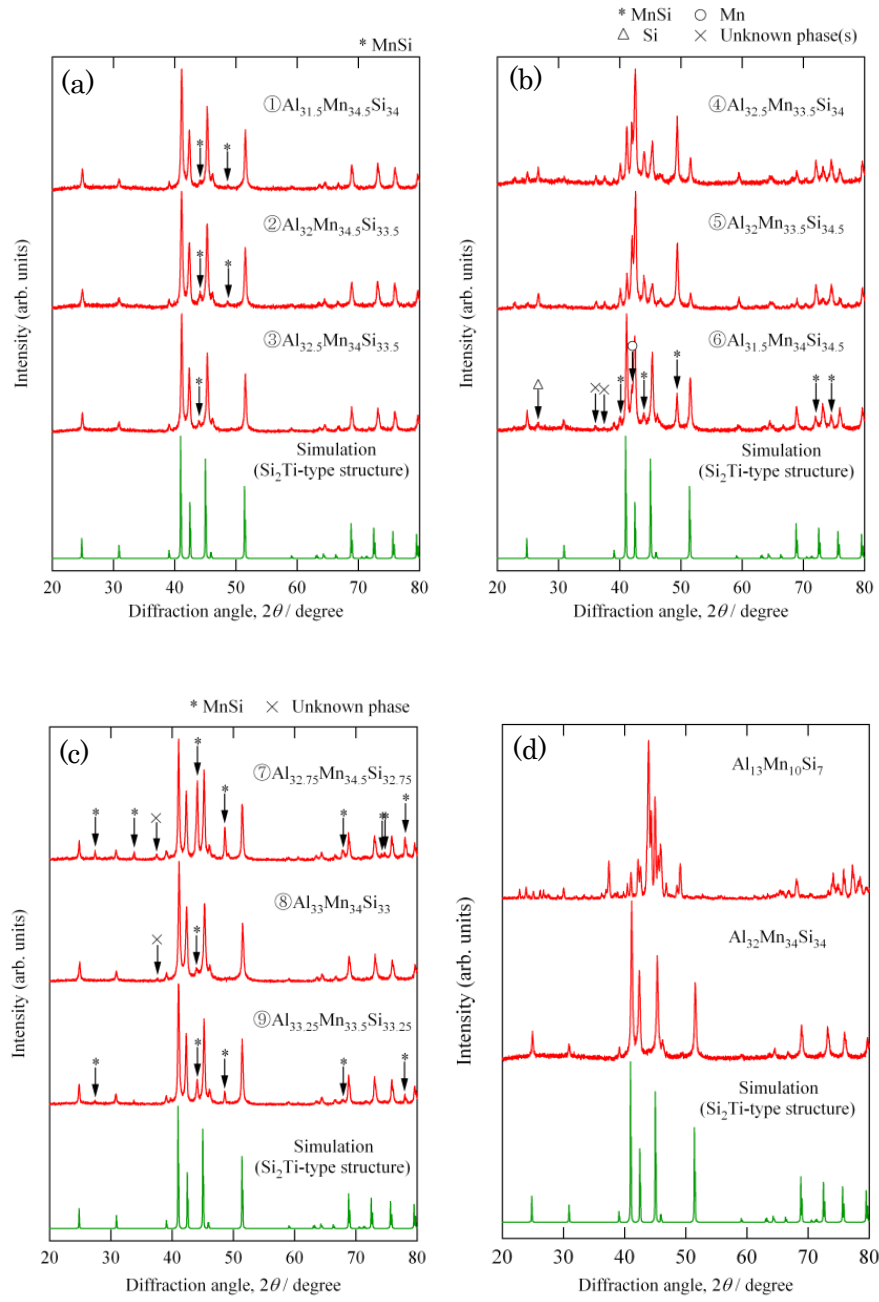 * MnSi
(a)
①Al31.5Mn34.5Si34
* *
②Al32Mn34.5Si33.5
* *
③Al32.5Mn34Si33.5
*
Simulation
(Si2Ti-type structure)
Intensity (arb. units)
20 30 40 50 60 70 80
Diffraction angle, 2θ / degree
* MnSi ○ Mn
△ Si × Unknown phase(s)
(b)
④Al32.5Mn33.5Si34
⑤Al32Mn33.5Si34.5
⑥Al31.5Mn34Si34.5
△ × × * ○ * * * *
Simulation
(Si2Ti-type structure)
Intensity (arb. units)
20 30 40 50 60 70 80
Diffraction angle, 2θ / degree
* MnSi × Unknown phase
(c)
⑦Al32.75Mn34.5Si32.75
* * × * * * ** *
⑧Al33Mn34Si33
× *
⑨Al33.25Mn33.5Si33.25
* * * * *
Simulation
(Si2Ti-type structure)
Intensity (arb. units)
20 30 40 50 60 70 80
Diffraction angle, 2θ / degree
(d)
Al13Mn10Si7
Al32Mn34Si34
Simulation
(Si2Ti-type structure)
Intensity (arb. units)
20 30 40 50 60 70 80
Diffraction angle, 2θ / degree